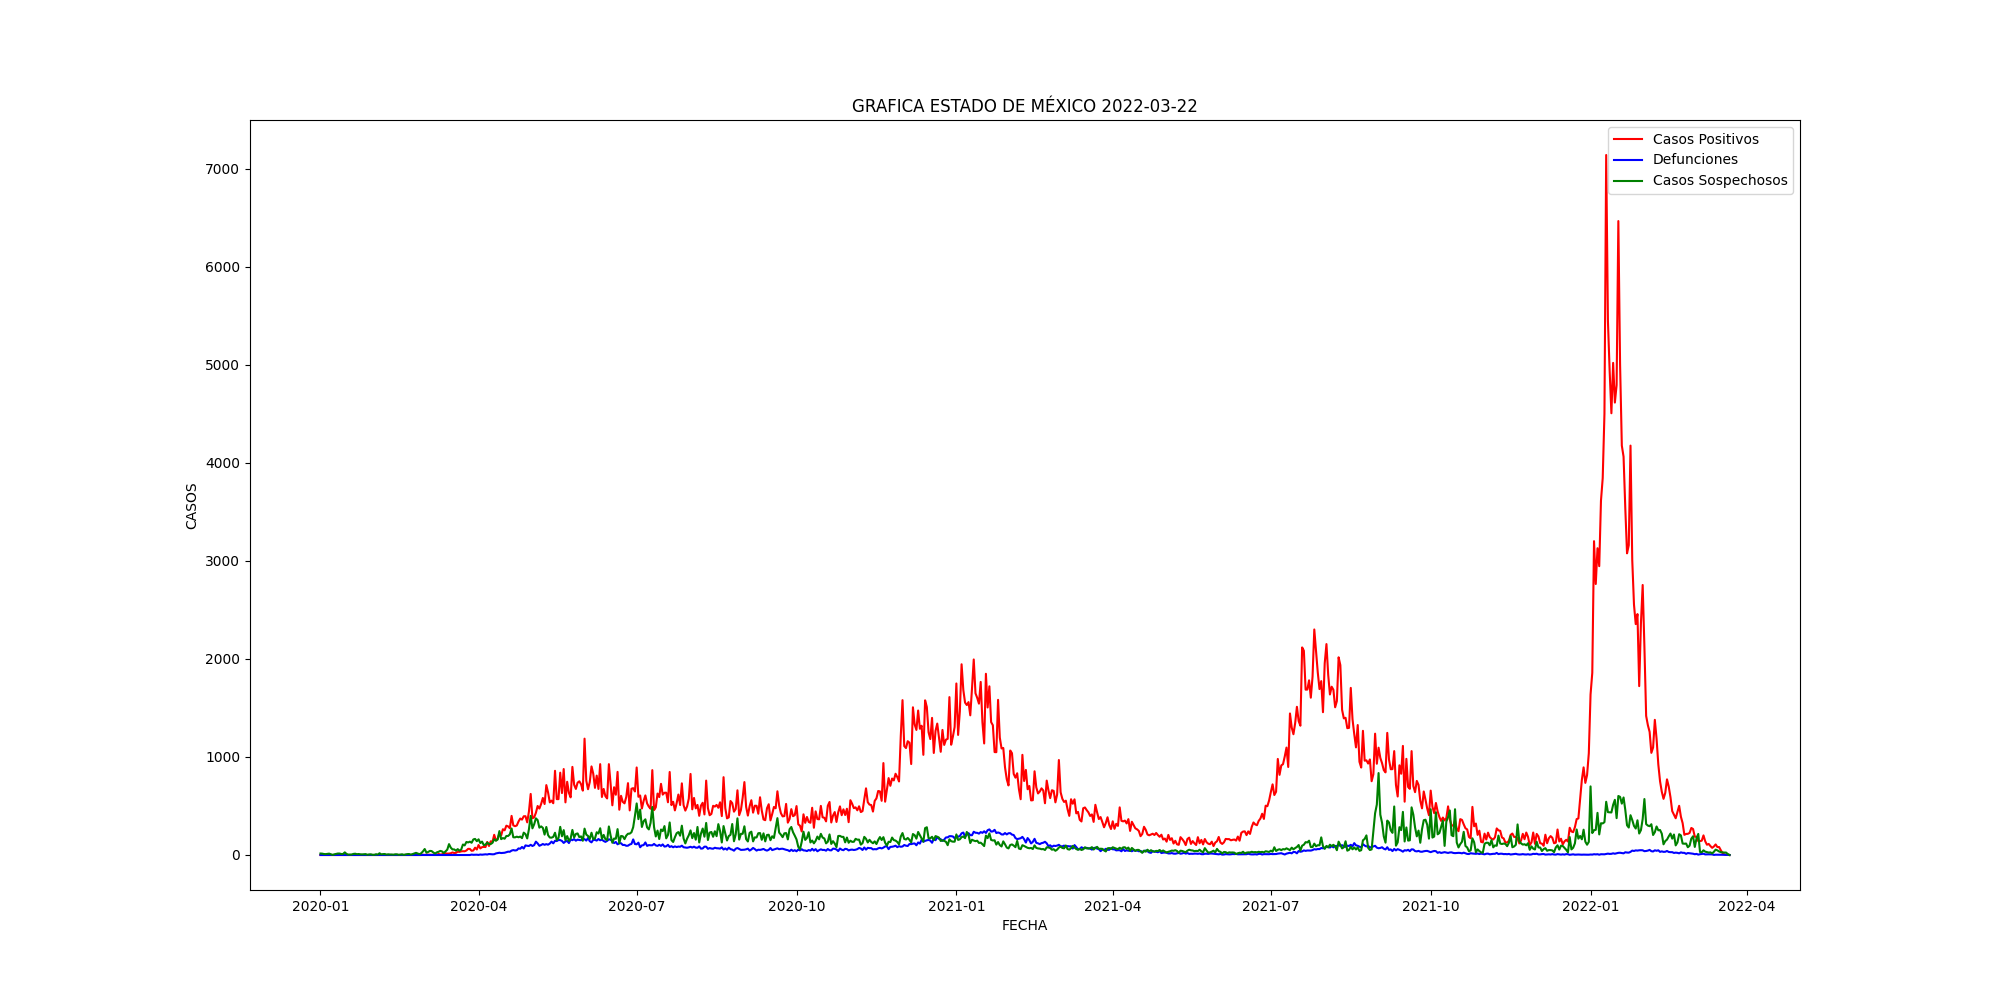 GRAFICA ESTADO DE MÉXICO 2022-03-22
Casos Positivos
Defunciones
Casos Sospechosos
CASOS
7000
6000
5000
4000
3000
2000
1000
0
2020-01 2020-04 2020-07 2020-10 2021-01 2021-04 2021-07 2021-10 2022-01 2022-04
FECHA